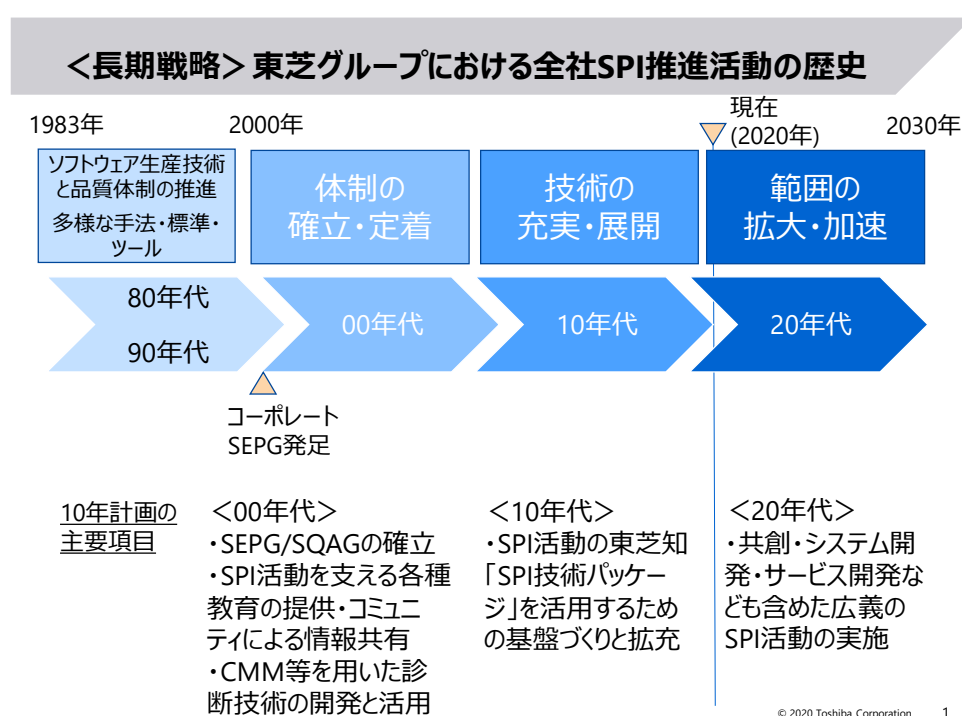 ＜長期戦略＞東芝グループにおける全社SPI推進活動の歴史
1983年
2000年
現在
(2020年)
2030年
ソフトウェア生産技術
と品質体制の推進
多様な手法・標準・
ツール
体制の
確立・定着
技術の
充実・展開
範囲の
拡大・加速
80年代
90年代
00年代
10年代
20年代
コーポレート
SEPG発足
10年計画の
主要項目
＜00年代＞
・SEPG/SQAGの確立
・SPI活動を支える各種
教育の提供・コミュニ
ティによる情報共有
・CMM等を用いた診
断技術の開発と活用
＜10年代＞
・SPI活動の東芝知
「SPI技術パッケー
ジ」を活用するため
の基盤づくりと拡充
＜20年代＞
・共創・システム開
発・サービス開発な
ども含めた広義の
SPI活動の実施
© 2020 Toshiba Corporation 1